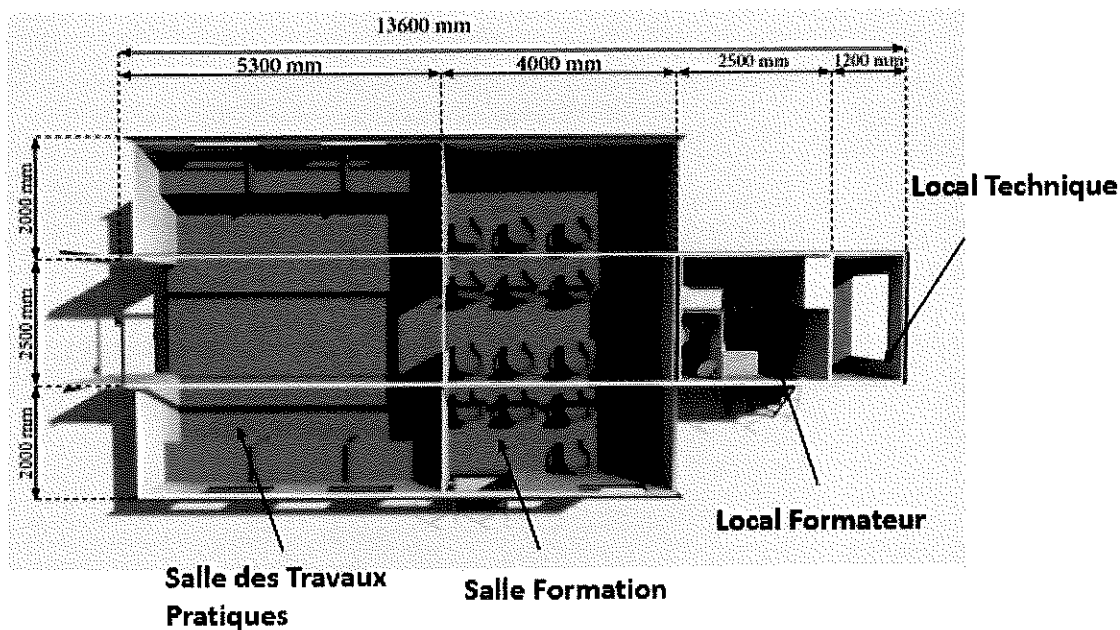 13600 mm
5300 mm
4000 mm
2500 mm
1200 mm
2000 mm
2500 mm
2000 mm
Local Technique
Local Formateur
Salle des Travaux
Pratiques
Salle Formation